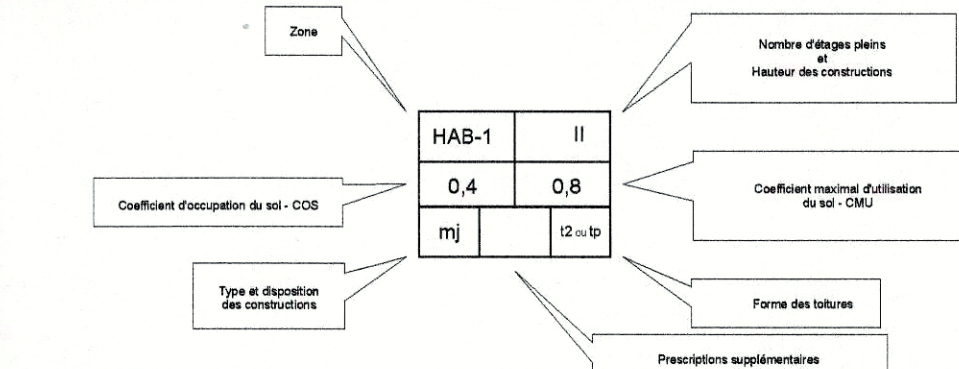 Zone
Nombre d'étages pleins
et
Hauteur des constructions
HAB-1
II
0,4
0,8
Coefficient d'occupation du sol - COS
Coefficient maximal d'utilisation
du sol - CMU
mj
t2 ou tp
Type et disposition
des constructions
Forme des toitures
Prescriptions supplémentaires